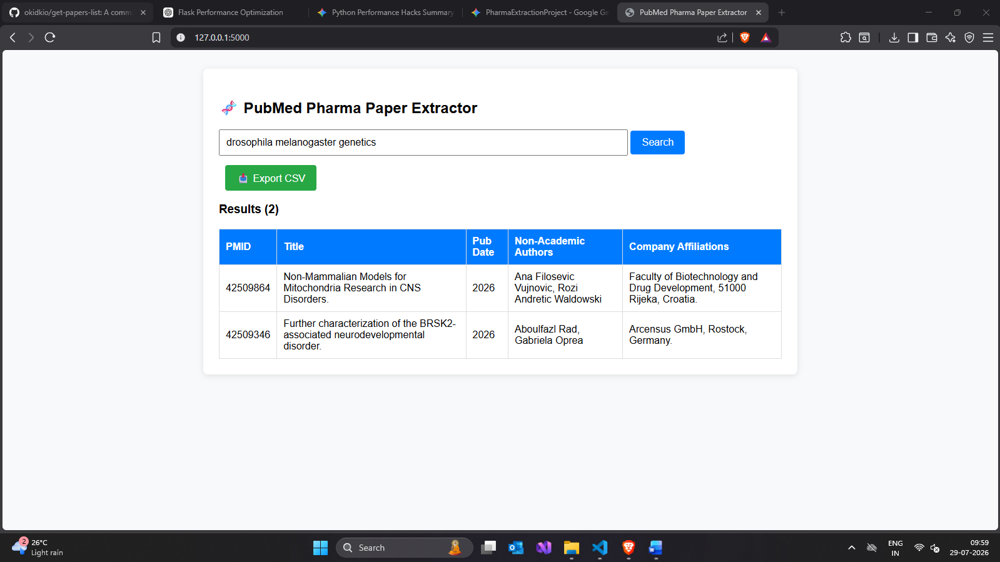 okidkio/get-papers-list: A comm
Flask Performance Optimization
Python Performance Hacks Summary
PharmaExtractionProject - Google Ge
PubMed Pharma Paper Extractor
127.0.0.1:5000
PubMed Pharma Paper Extractor
drosophila melanogaster genetics
Search
Export CSV
Results (2)
PMID
Title
Pub
Date
Non-Academic
Authors
Company Affiliations
42509864
Non-Mammalian Models for
Mitochondria Research in CNS
Disorders.
2026
Ana Filosevic
Vujnovic, Rozi
Andretic Waldowski
Faculty of Biotechnology and
Drug Development, 51000
Rijeka, Croatia.
42509346
Further characterization of the BRSK2-
associated neurodevelopmental
disorder.
2026
Aboulfazl Rad,
Gabriela Oprea
Arcensus GmbH, Rostock,
Germany.
2
26°C
Light rain
Search
ENG
IN
09:59
29-07-2026